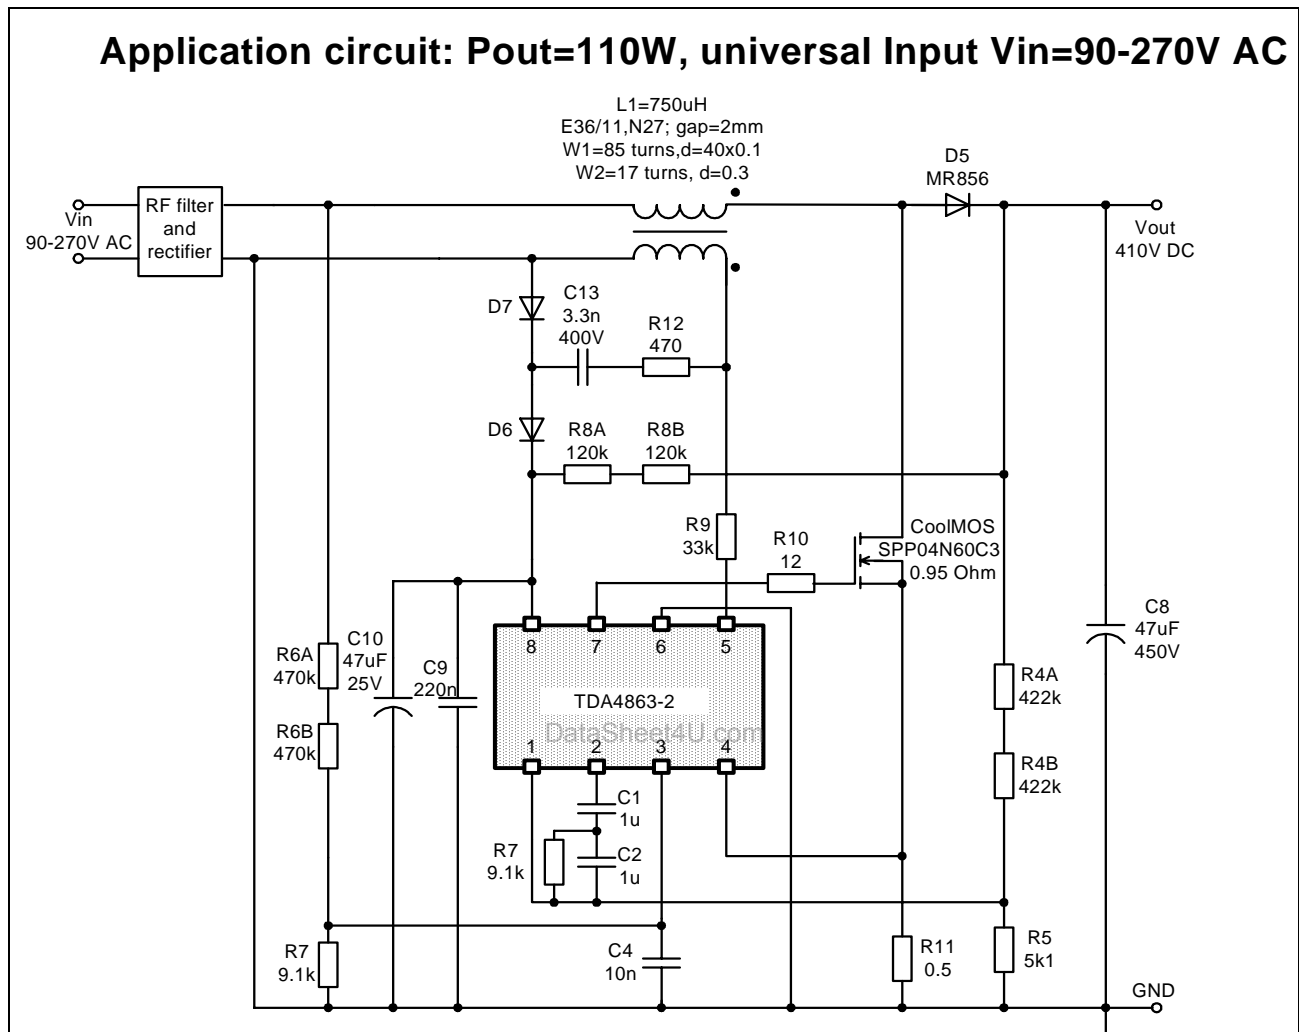 Application circuit: Pout=110W, universal Input Vin=90-270V AC
L1=750uH
E36/11,N27; gap=2mm
W1=85 turns,d=40x0.1
W2=17 turns, d=0.3
D5
MR856
RF filter
and
rectifier
Vin
90-270V AC
Vout
410V DC
D7
C13
3.3n
400V
R12
470
D6
R8A
120k
R8B
120k
R9
33k
R10
12
CoolMOS
SPP04N60C3
0.95 Ohm
C8
47uF
450V
8
7
6
5
R6A
470k
C10
47uF
25V
C9
220n
TDA4863-2
DataSheet4U.com
R4A
422k
R6B
470k
1
2
3
4
R4B
422k
C1
1u
R7
9.1k
C2
1u
R7
9.1k
C4
10n
R11
0.5
R5
5k1
GND